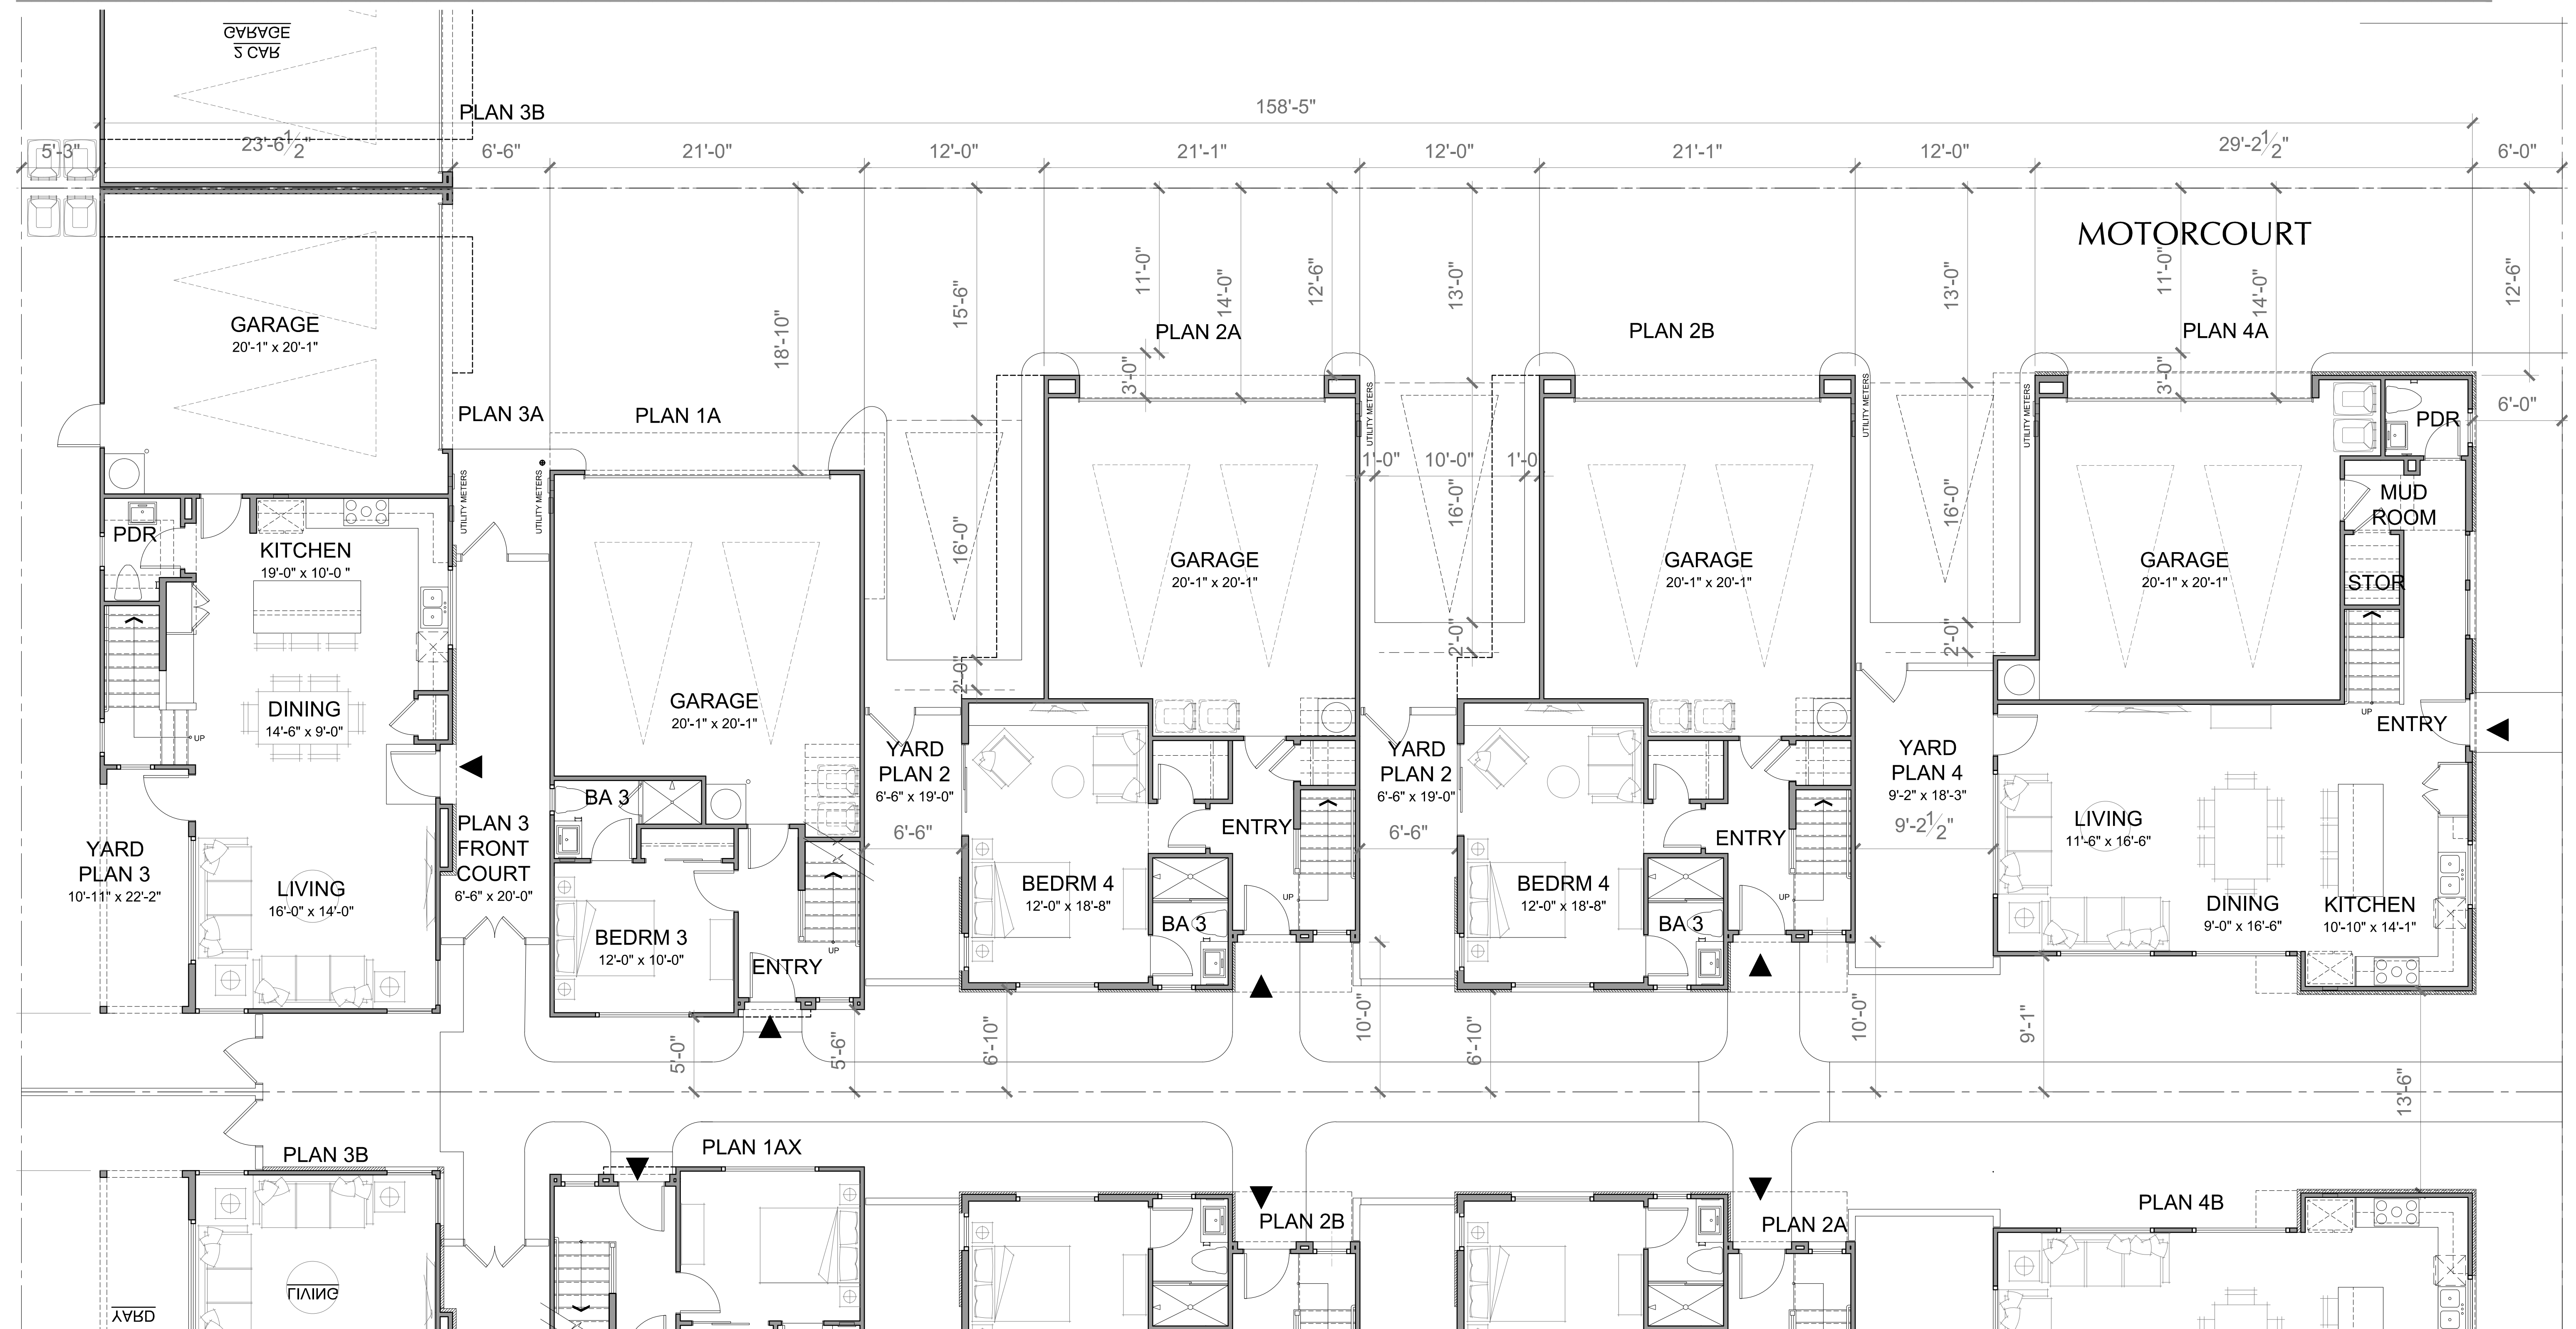 GARAGE
2 CAR
PLAN 3B
158'-5"
5'-3"
23'-6 1/2"
6'-6"
21'-0"
12'-0"
21'-1"
12'-0"
21'-1"
12'-0"
29'-2 1/2"
6'-0"
MOTORCOURT
18'-10"
15'-6"
11'-0"
14'-0"
12'-6"
13'-0"
13'-0"
11'-0"
14'-0"
12'-6"
GARAGE
20'-1" x 20'-1"
PLAN 3A
PLAN 1A
PLAN 2A
PLAN 2B
PLAN 4A
3'-0"
3'-0"
6'-0"
UTILITY METERS
UTILITY METERS
UTILITY METERS
UTILITY METERS
UTILITY METERS
1'-0"
10'-0"
1'-0
16'-0"
16'-0"
16'-0"
2'-0"
2'-0"
2'-0"
PDR
KITCHEN
19'-0" x 10'-0 "
DINING
14'-6" x 9'-0"
UP
YARD
PLAN 3
10'-11" x 22'-2"
LIVING
16'-0" x 14'-0"
PLAN 3
FRONT
COURT
6'-6" x 20'-0"
GARAGE
20'-1" x 20'-1"
BA 3
BEDRM 3
12'-0" x 10'-0"
ENTRY
UP
YARD
PLAN 2
6'-6" x 19'-0"
6'-6"
GARAGE
20'-1" x 20'-1"
BEDRM 4
12'-0" x 18'-8"
ENTRY
BA 3
UP
YARD
PLAN 2
6'-6" x 19'-0"
6'-6"
GARAGE
20'-1" x 20'-1"
BEDRM 4
12'-0" x 18'-8"
ENTRY
BA 3
UP
YARD
PLAN 4
9'-2" x 18'-3"
9'-2 1/2"
GARAGE
20'-1" x 20'-1"
PDR
MUD
ROOM
STOR
UP
ENTRY
LIVING
11'-6" x 16'-6"
DINING
9'-0" x 16'-6"
KITCHEN
10'-10" x 14'-1"
5'-0"
5'-6"
6'-10"
10'-0"
6'-10"
10'-0"
9'-1"
13'-6"
PLAN 3B
PLAN 1AX
PLAN 2B
PLAN 2A
PLAN 4B
LIVING
YARD